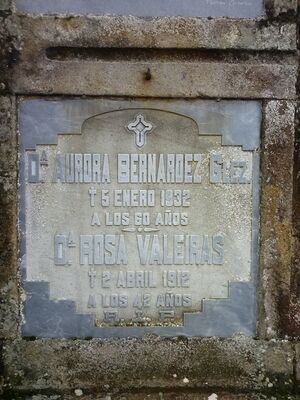 Dª AURORA BERNARDEZ GLEZ
† 5 ENERO 1932
A LOS 60 AÑOS
Dª ROSA VALEIRAS
† 2 ABRIL 1912
A LOS 42 AÑOS
R.I.P.